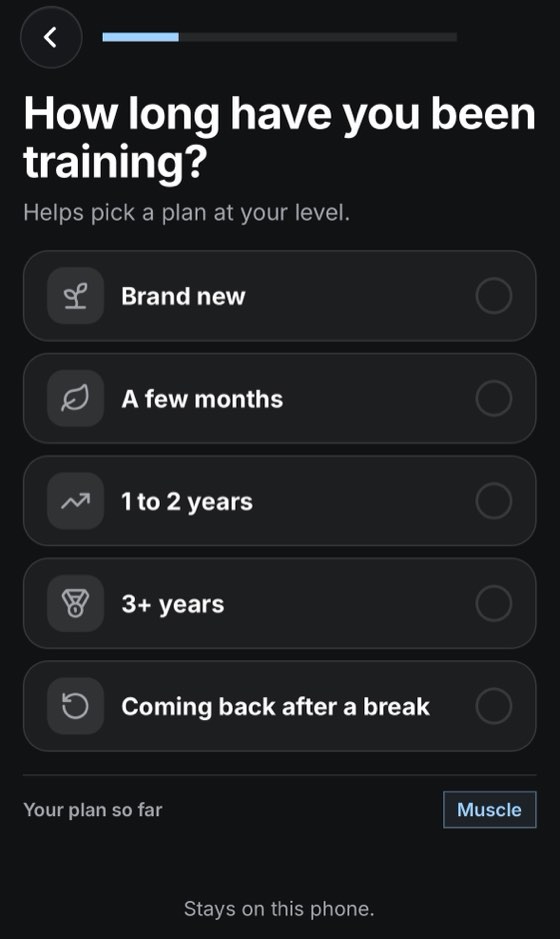 How long have you been
training?
Helps pick a plan at your level.
Brand new
A few months
1 to 2 years
3+ years
Coming back after a break
Your plan so far
Muscle
Stays on this phone.